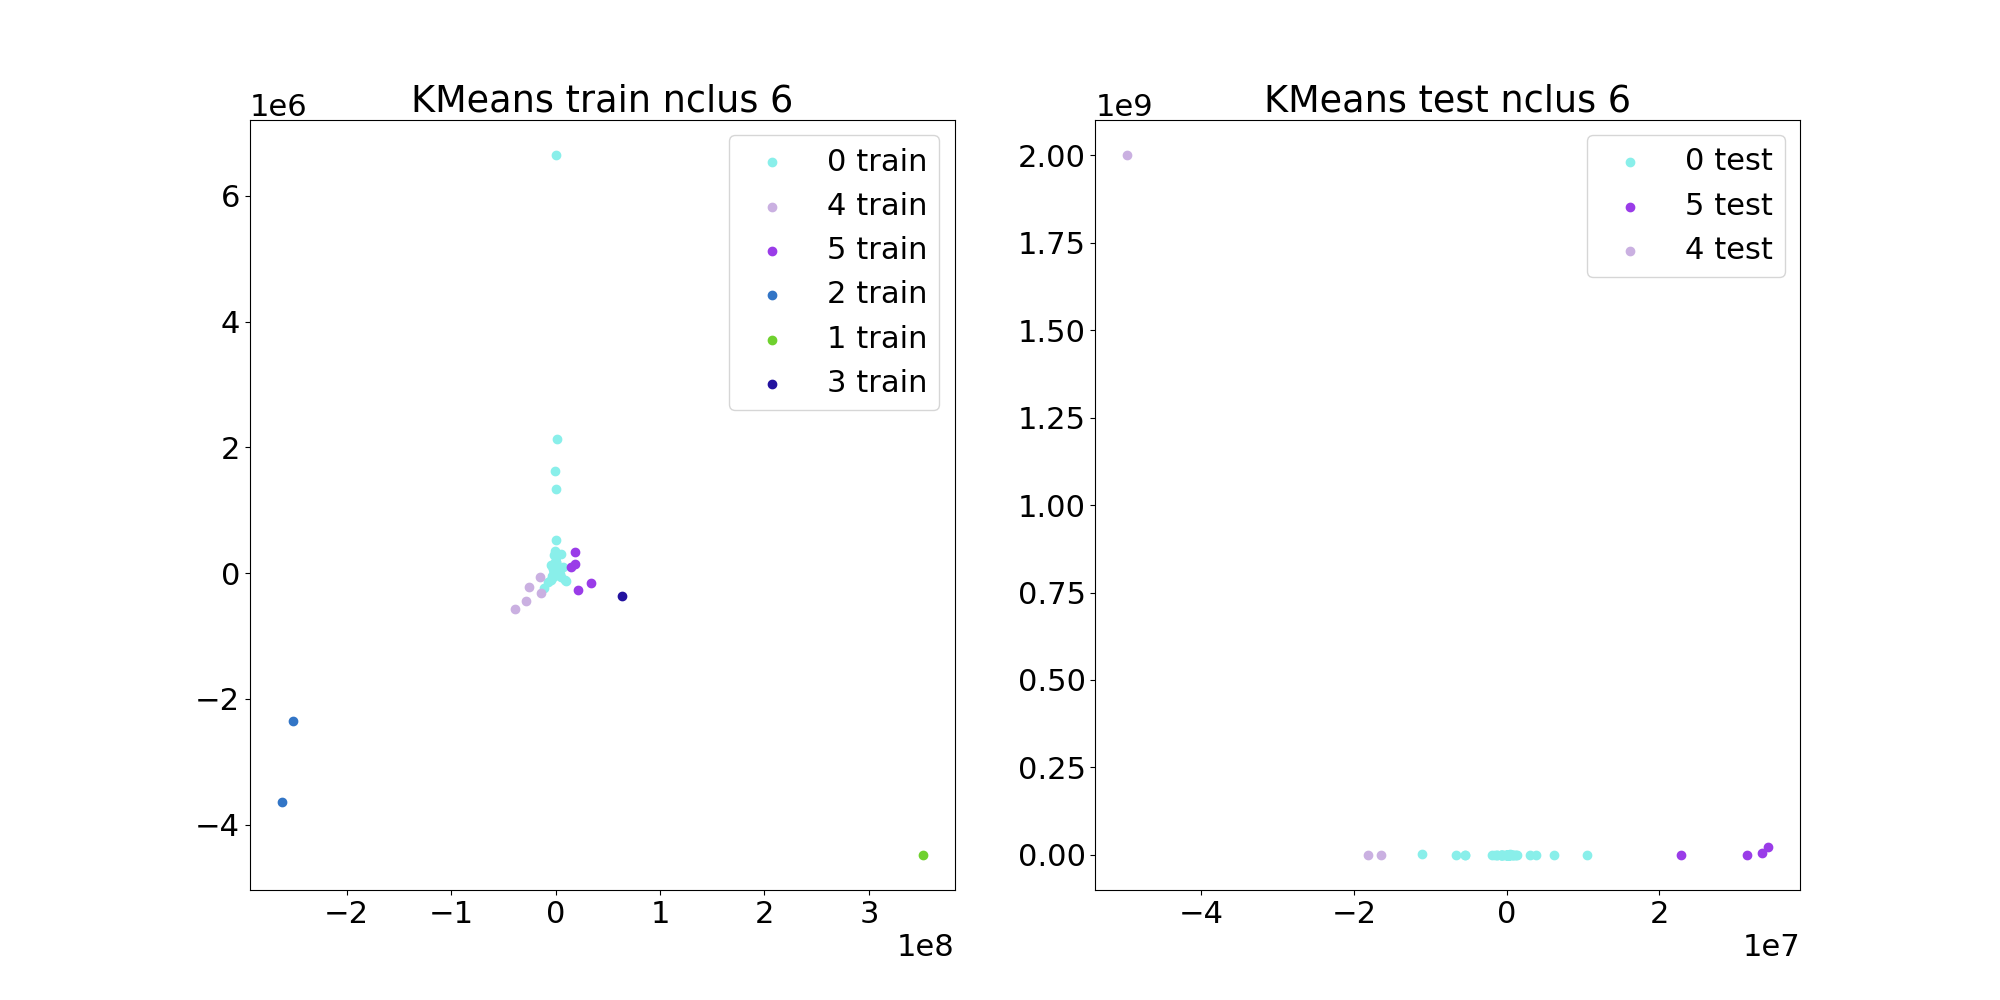 KMeans train nclus 6
1e6
6
4
2
0
−2
−4
0 train
4 train
5 train
2 train
1 train
3 train
−2 −1 0 1 2 3
1e8
KMeans test nclus 6
1e9
2.00
1.75
1.50
1.25
1.00
0.75
0.50
0.25
0.00
0 test
5 test
4 test
−4 −2 0 2
1e7